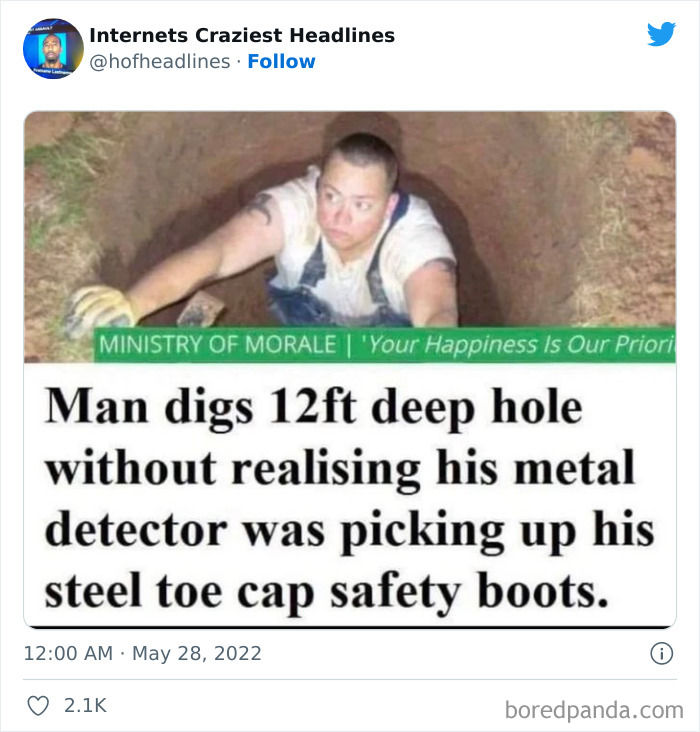 Internets Craziest Headlines
@hofheadlines · Follow
MINISTRY OF MORALE | 'Your Happiness Is Our Priori
Man digs 12ft deep hole
without realising his metal
detector was picking up his
steel toe cap safety boots.
12:00 AM · May 28, 2022
2.1K
boredpanda.com